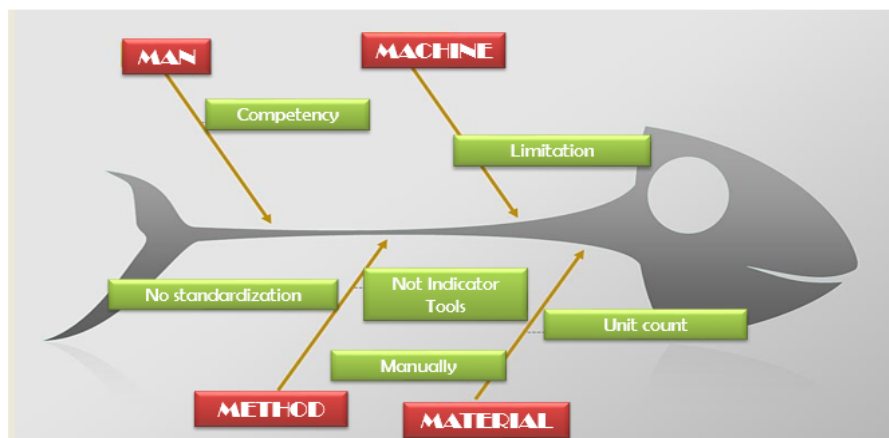 MAN
MACHINE
Competency
Limitation
No standardization
Not Indicator
Tools
Unit count
Manually
METHOD
MATERIAL